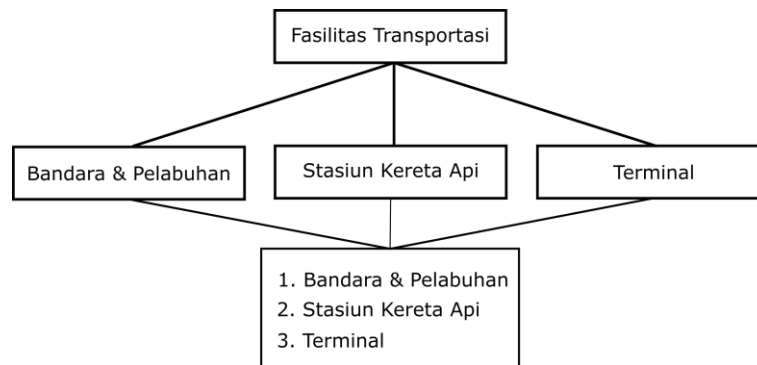 Fasilitas Transportasi
Bandara & Pelabuhan
Stasiun Kereta Api
Terminal
1. Bandara & Pelabuhan
2. Stasiun Kereta Api
3. Terminal